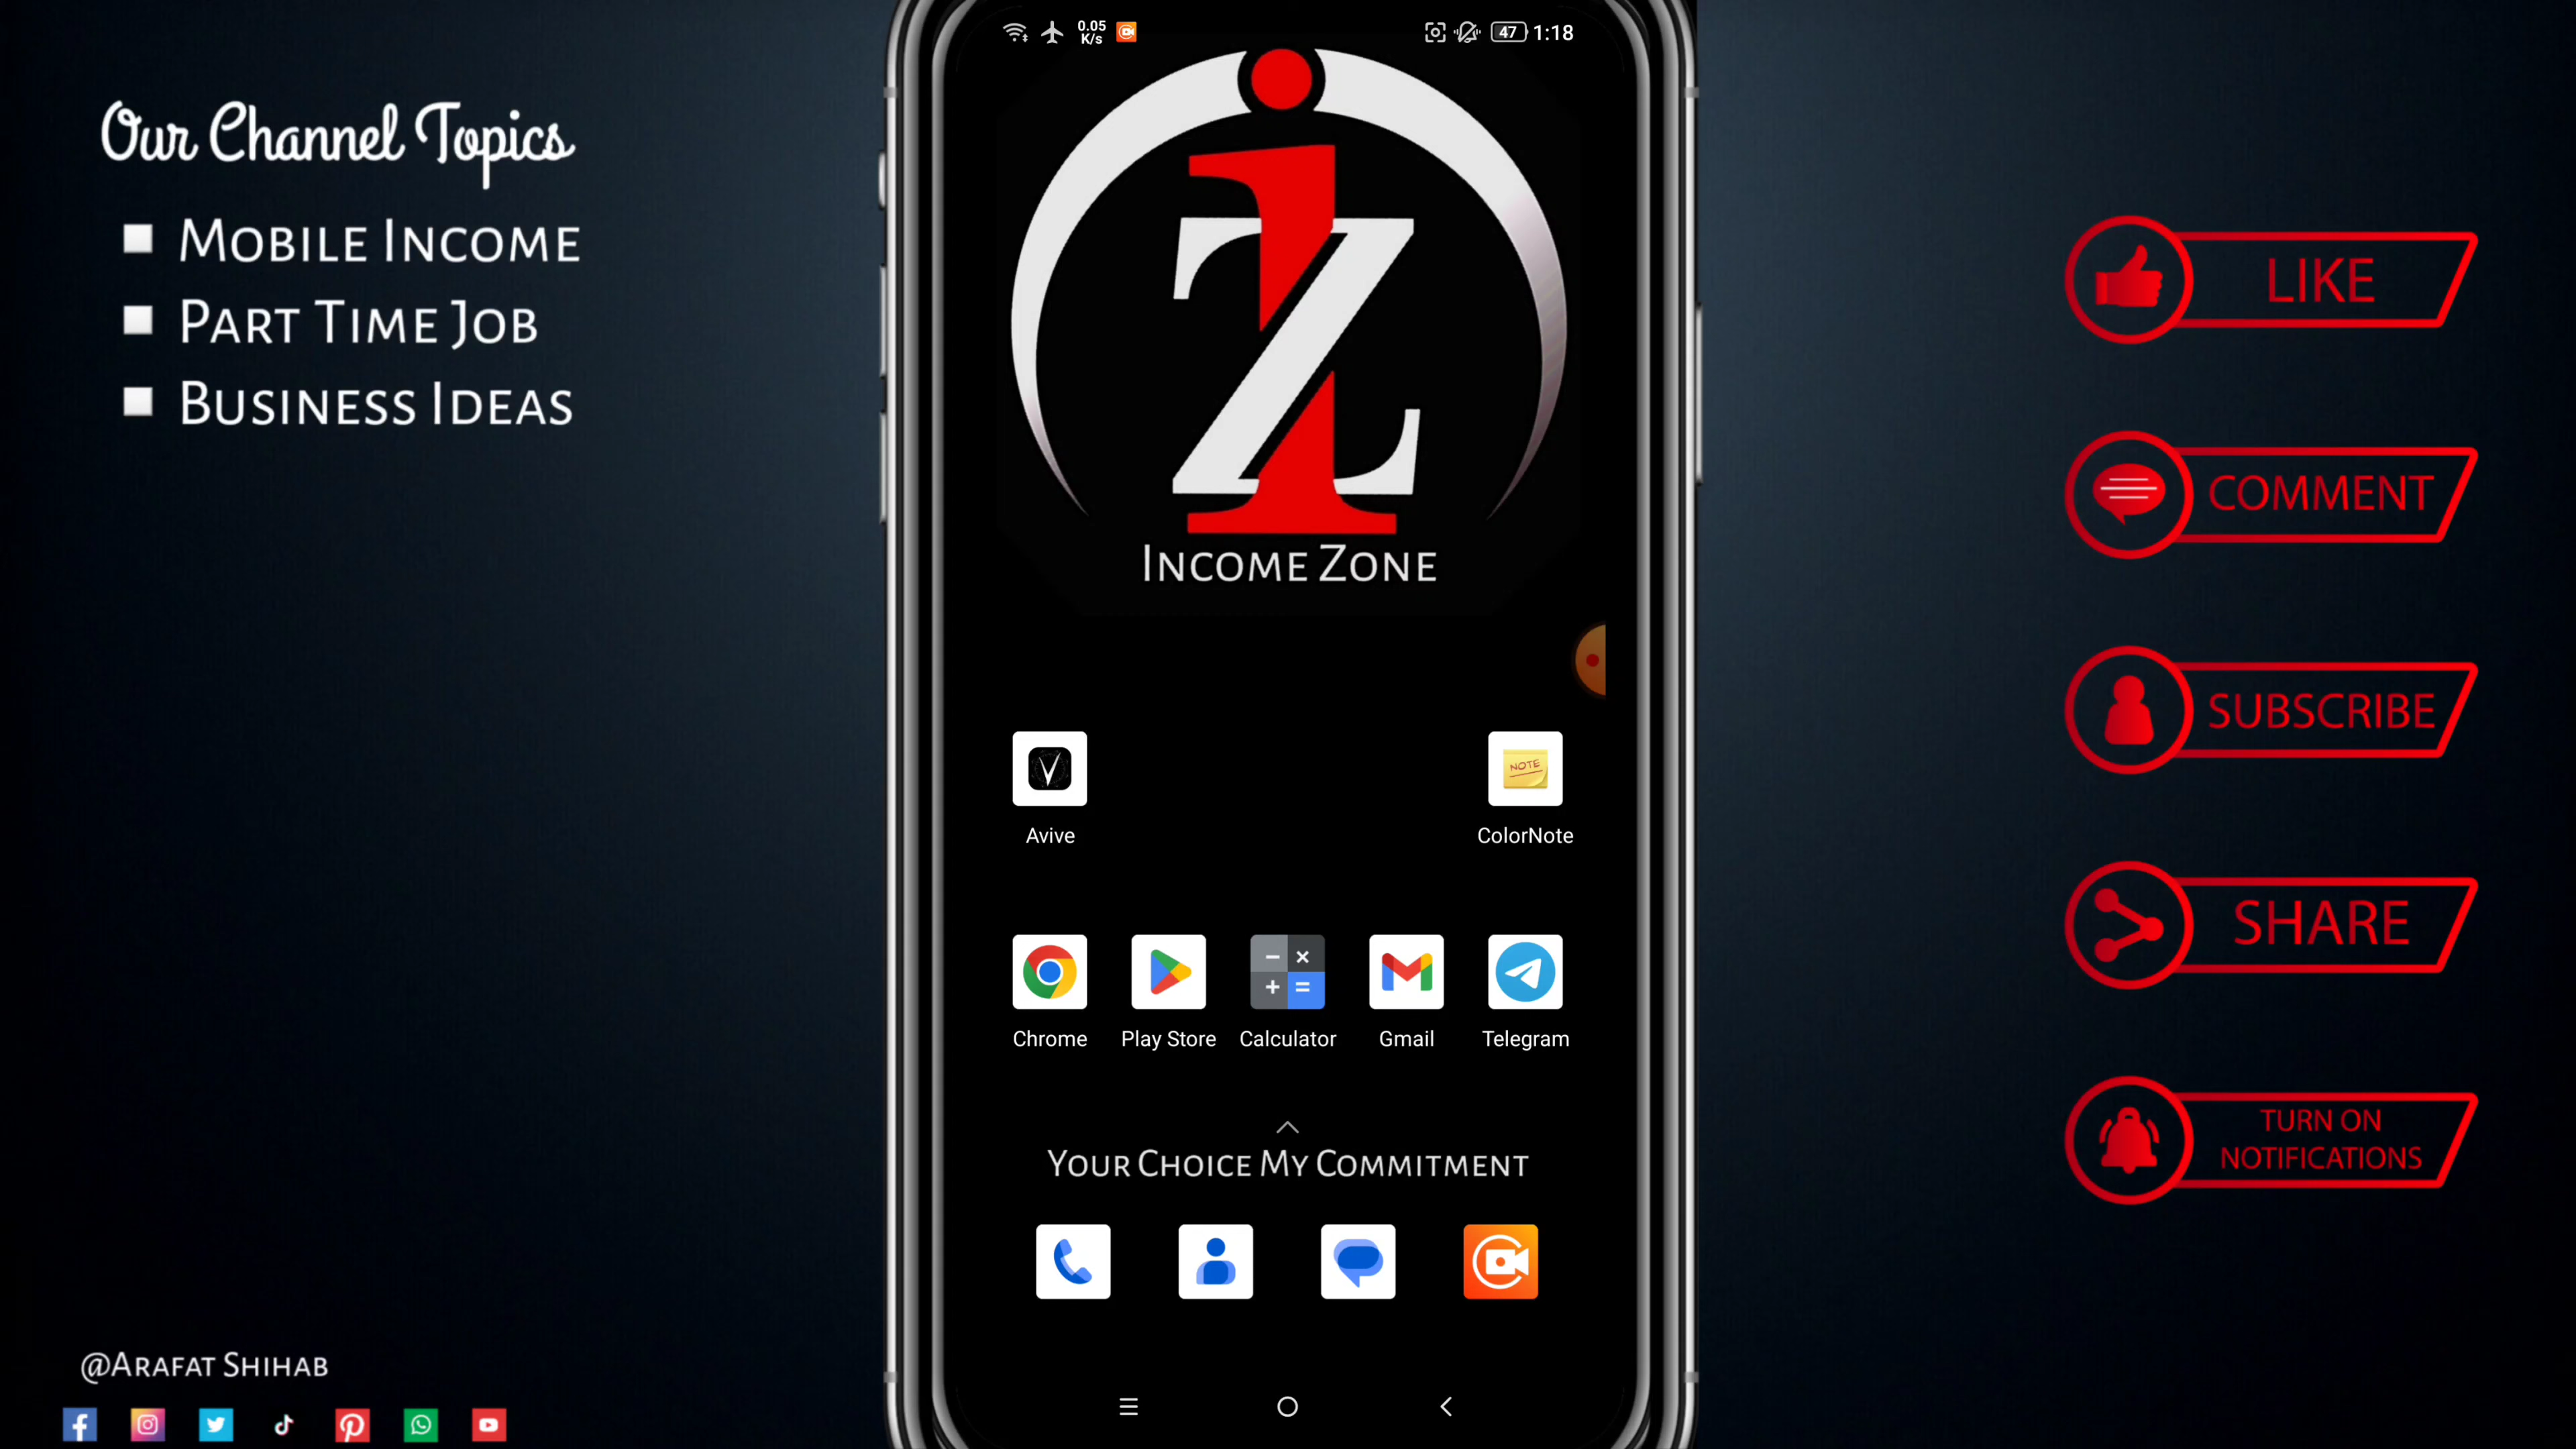 Our Channel Topics
Mobile Income
Part Time Job
Business Ideas
@Arafat Shihab
0.05
K/s
47
1:18
iZ
Income Zone
Avive
NOTE
ColorNote
Chrome
Play Store
Calculator
Gmail
Telegram
Your Choice My Commitment
LIKE
COMMENT
SUBSCRIBE
SHARE
TURN ON
NOTIFICATIONS